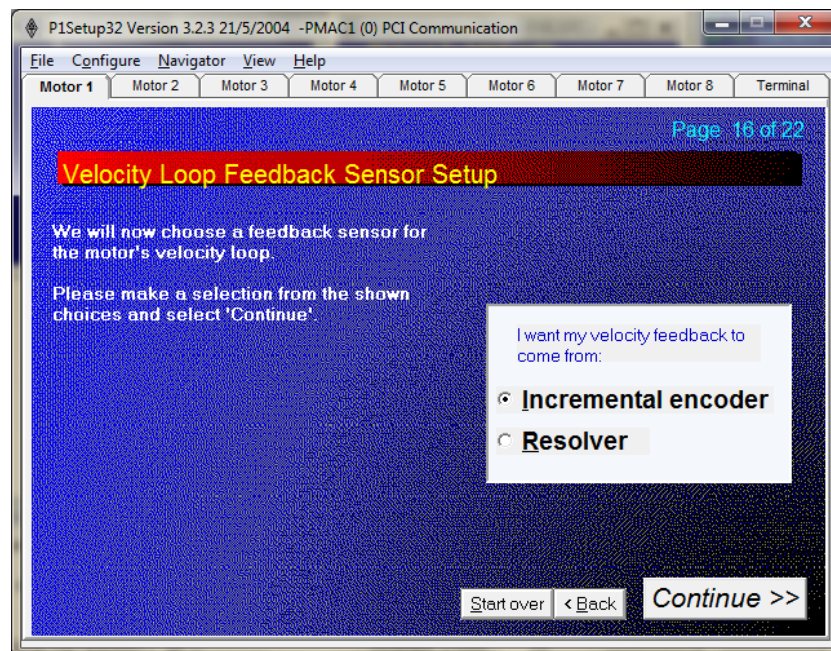 P1Setup32 Version 3.2.3 21/5/2004 -PMAC1 (0) PCI Communication
File Configure Navigator View Help
Motor 1 Motor 2 Motor 3 Motor 4 Motor 5 Motor 6 Motor 7 Motor 8 Terminal
Page 16 of 22
Velocity Loop Feedback Sensor Setup
We will now choose a feedback sensor for
the motor's velocity loop.
Please make a selection from the shown
choices and select 'Continue'.
I want my velocity feedback to
come from:
Incremental encoder
Resolver
Start over < Back Continue >>